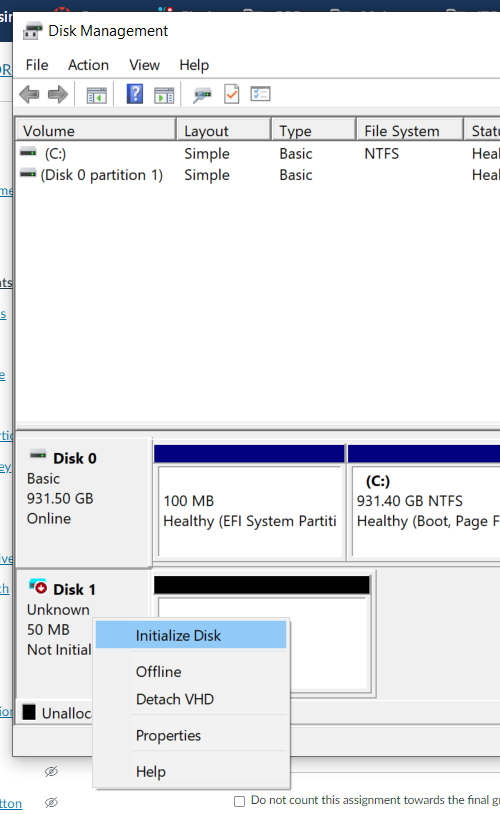 Disk Management
File Action View Help
Volume Layout Type File System Statu
(C:) Simple Basic NTFS Heal
(Disk 0 partition 1) Simple Basic Heal
Disk 0
Basic
931.50 GB
Online
100 MB
Healthy (EFI System Partiti
(C:)
931.40 GB NTFS
Healthy (Boot, Page F
Disk 1
Unknown
50 MB
Not Initial
Initialize Disk
Offline
Detach VHD
Properties
Help
Unalloc
Do not count this assignment towards the final gr
tton